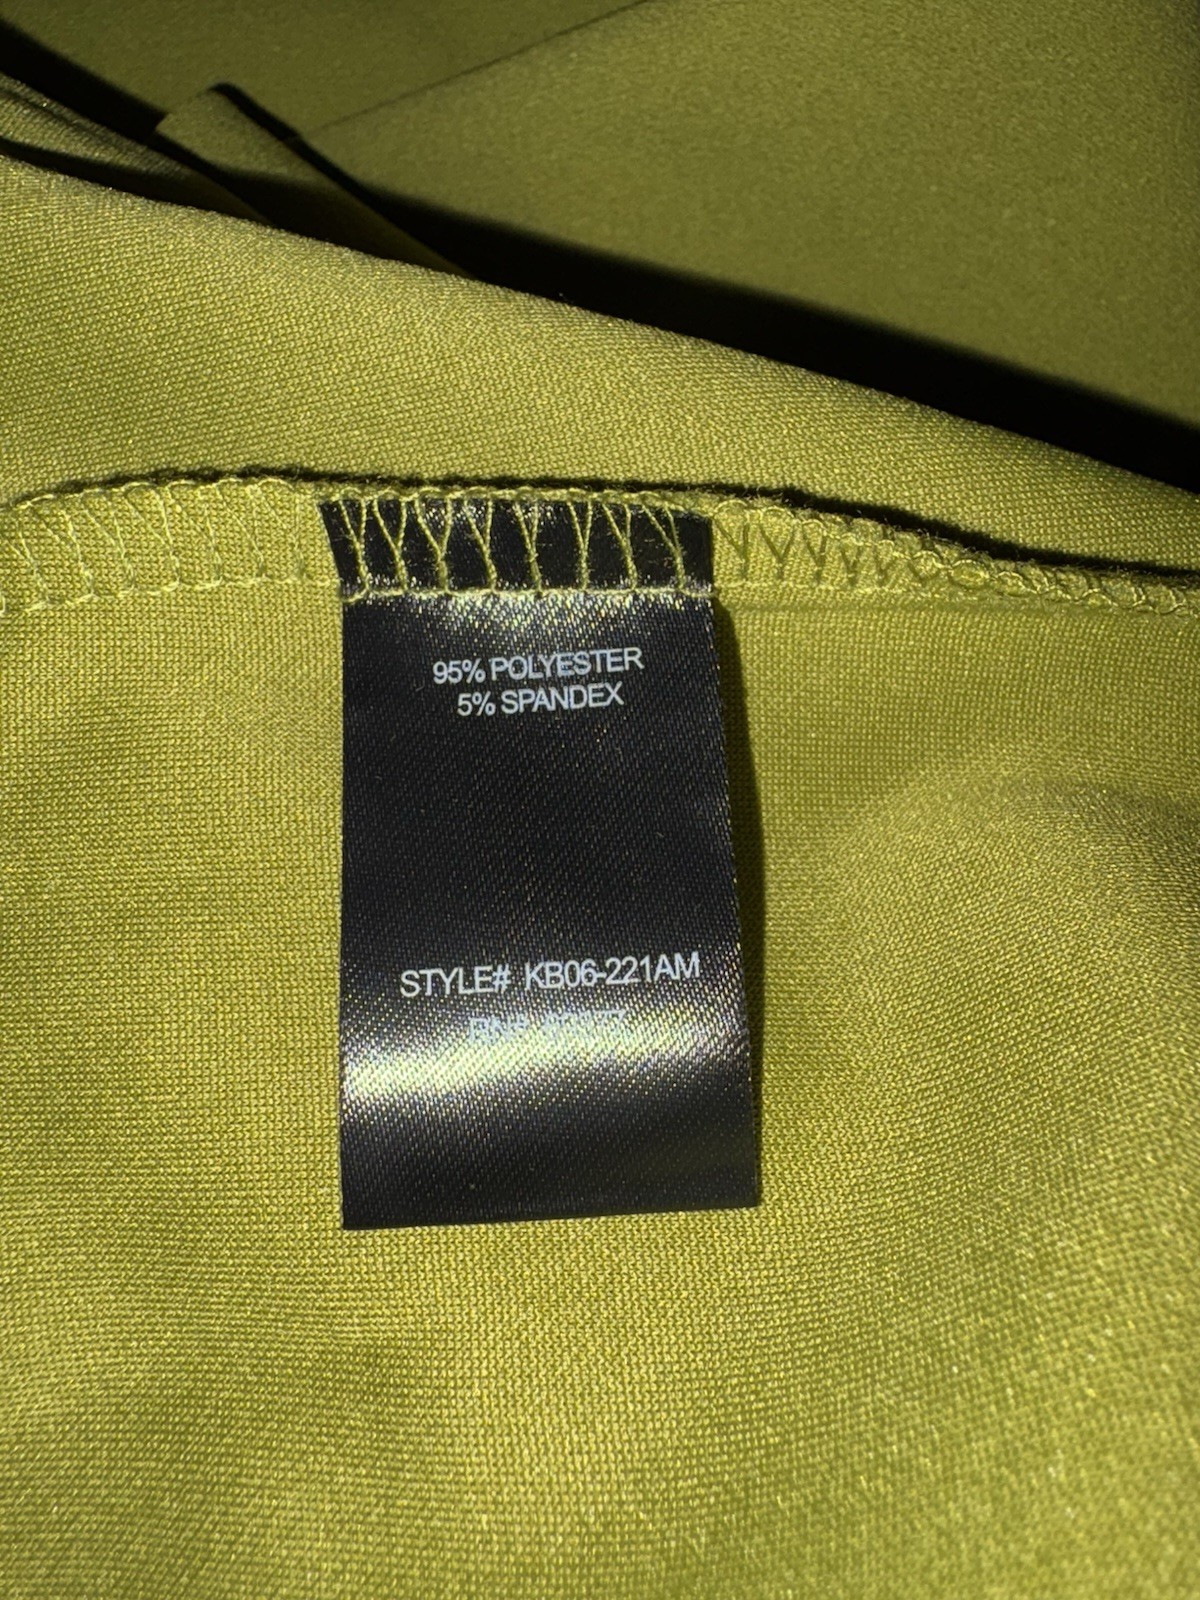 95% POLYESTER
5% SPANDEX
STYLE# KB06-221AM